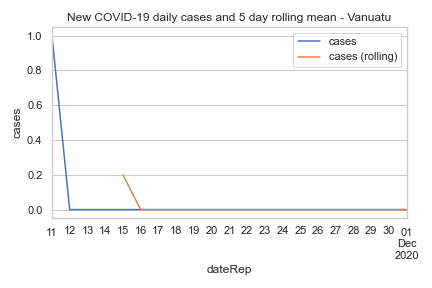 New COVID-19 daily cases and 5 day rolling mean - Vanuatu
cases
cases (rolling)
1.0
0.8
0.6
0.4
0.2
0.0
cases
11 12 13 14 15 16 17 18 19 20 21 22 23 24 25 26 27 28 29 30 01
Dec
2020
dateRep